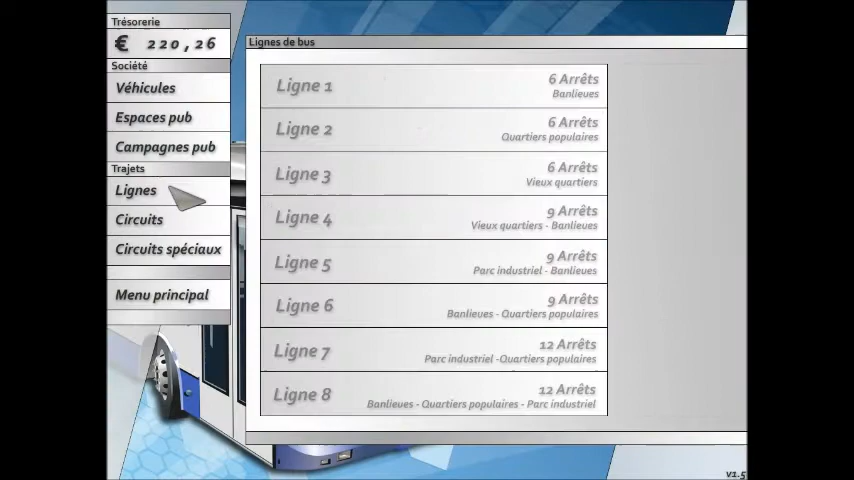 Trésorerie
€ 220,26
Société
Véhicules
Espaces pub
Campagnes pub
Trajets
Lignes
Circuits
Circuits spéciaux
Menu principal
Lignes de bus
Ligne 1
6 Arrêts
Banlieues
Ligne 2
6 Arrêts
Quartiers populaires
Ligne 3
6 Arrêts
Vieux quartiers
Ligne 4
9 Arrêts
Vieux quartiers - Banlieues
Ligne 5
9 Arrêts
Parc industriel - Banlieues
Ligne 6
9 Arrêts
Banlieues - Quartiers populaires
Ligne 7
12 Arrêts
Parc industriel -Quartiers populaires
Ligne 8
12 Arrêts
Banlieues - Quartiers populaires - Parc industriel
v1.5